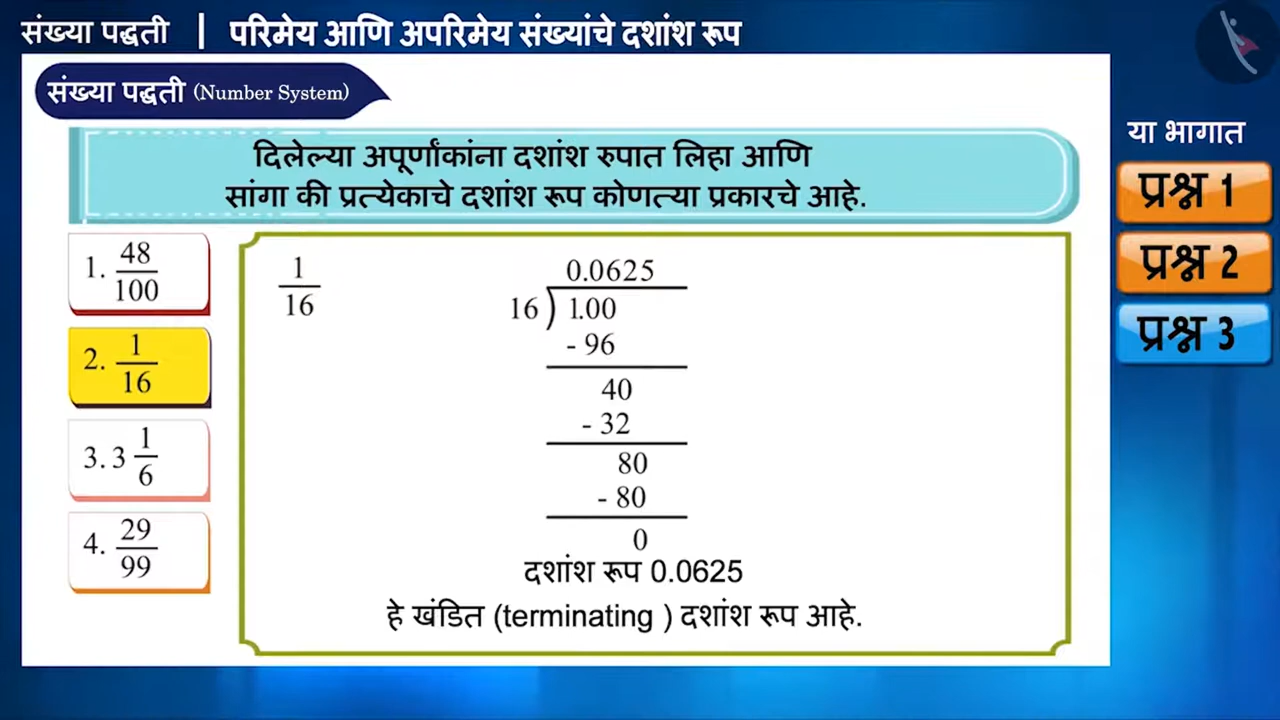 संख्या पद्धती | परिमेय आणि अपरिमेय संख्यांचे दशांश रूप
संख्या पद्धती (Number System)
दिलेल्या अपूर्णांकांना दशांश रुपात लिहा आणि
सांगा की प्रत्येकाचे दशांश रूप कोणत्या प्रकारचे आहे.
1. 48/100
2. 1/16
3. 3 1/6
4. 29/99
1/16
0.0625
16 ) 1.00
- 96
40
- 32
80
- 80
0
दशांश रूप 0.0625
हे खंडित (terminating ) दशांश रूप आहे.
या भागात
प्रश्न 1
प्रश्न 2
प्रश्न 3